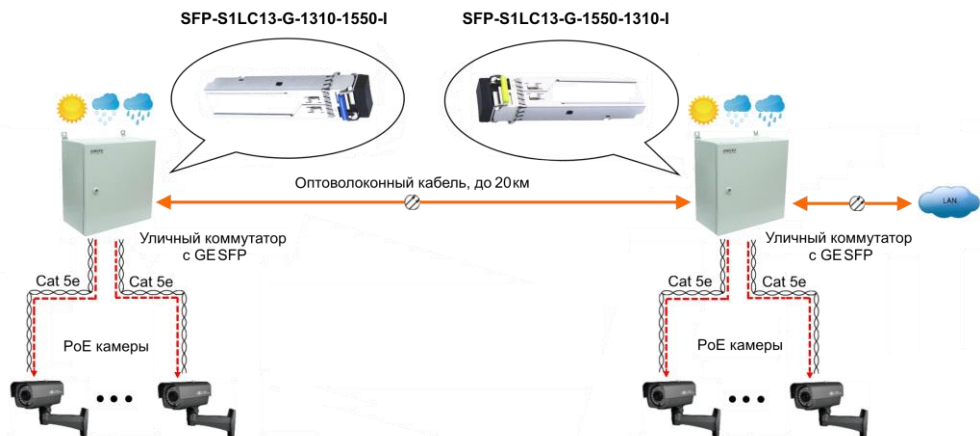 SFP-S1LC13-G-1310-1550-I
SFP-S1LC13-G-1550-1310-I
Оптоволоконный кабель, до 20км
LAN
Уличный коммутатор
с GE SFP
Уличный коммутатор
с GE SFP
Cat 5e
Cat 5e
Cat 5e
Cat 5e
PoE камеры
PoE камеры